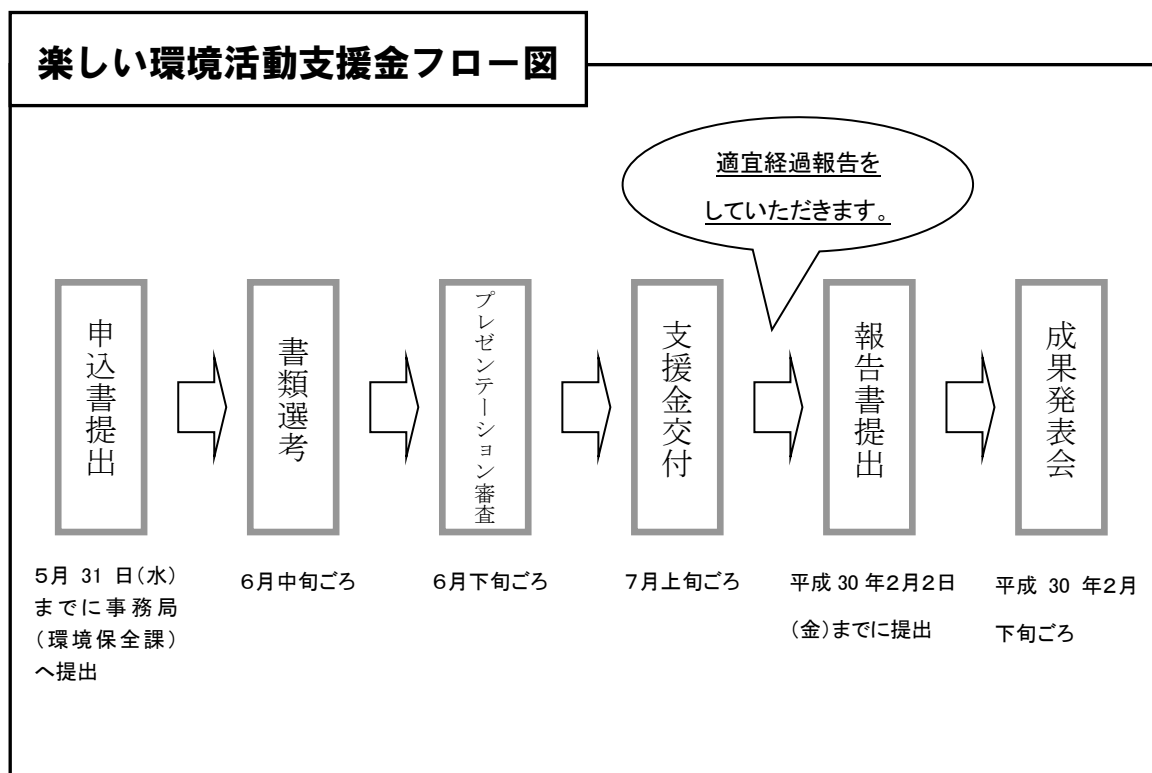 楽しい環境活動支援金フロー図
適宜経過報告を
していただきます。
申込書提出
書類選考
プレゼンテーション審査
支援金交付
報告書提出
成果発表会
5月 31 日(水)
までに事務局
(環境保全課)
へ提出
6月中旬ごろ
6月下旬ごろ
7月上旬ごろ
平成 30 年2月2日
(金)までに提出
平成 30 年2月
下旬ごろ